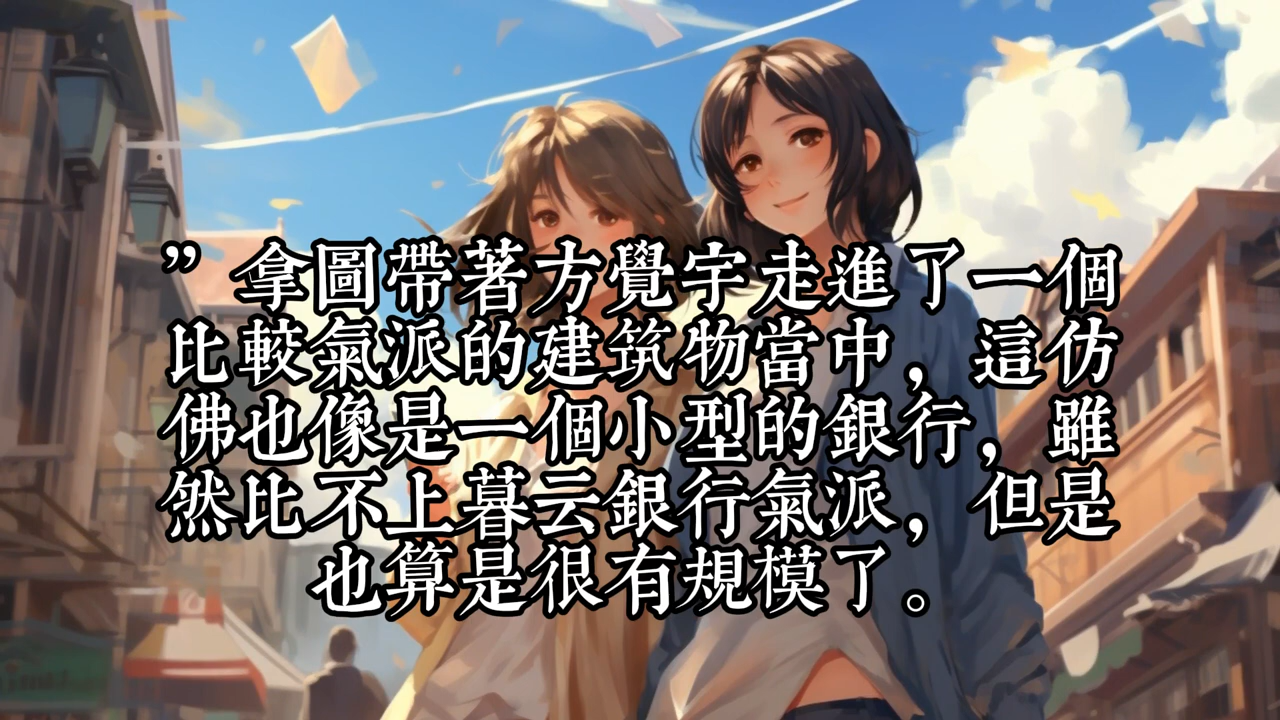 ”拿圖帶著方覺宇走進了一個
比較氣派的建筑物當中，這仿
佛也像是一個小型的銀行，雖
然比不上暮云銀行氣派，但是
也算是很有規模了。